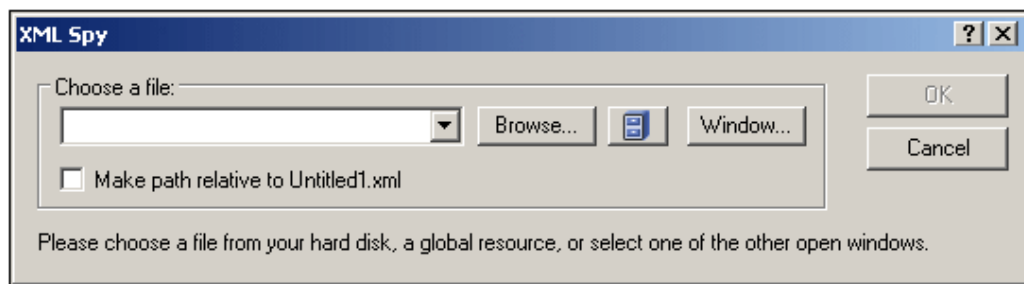 XML Spy
Choose a file:
Browse...
Window...
OK
Cancel
Make path relative to Untitled1.xml
Please choose a file from your hard disk, a global resource, or select one of the other open windows.